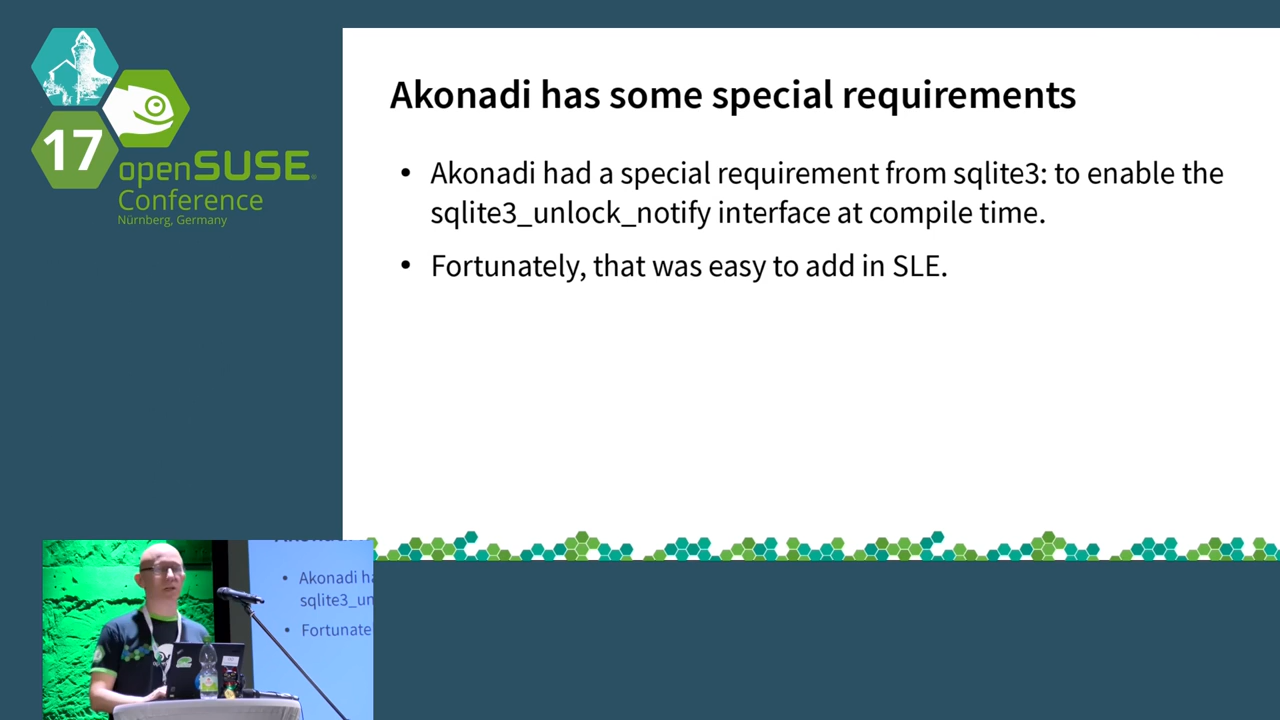 17
openSUSE
Conference
Nürnberg, Germany
Akonadi has some special requirements
• Akonadi had a special requirement from sqlite3: to enable the
sqlite3_unlock_notify interface at compile time.
• Fortunately, that was easy to add in SLE.
• Akonadi ha
sqlite3_un
• Fortunate